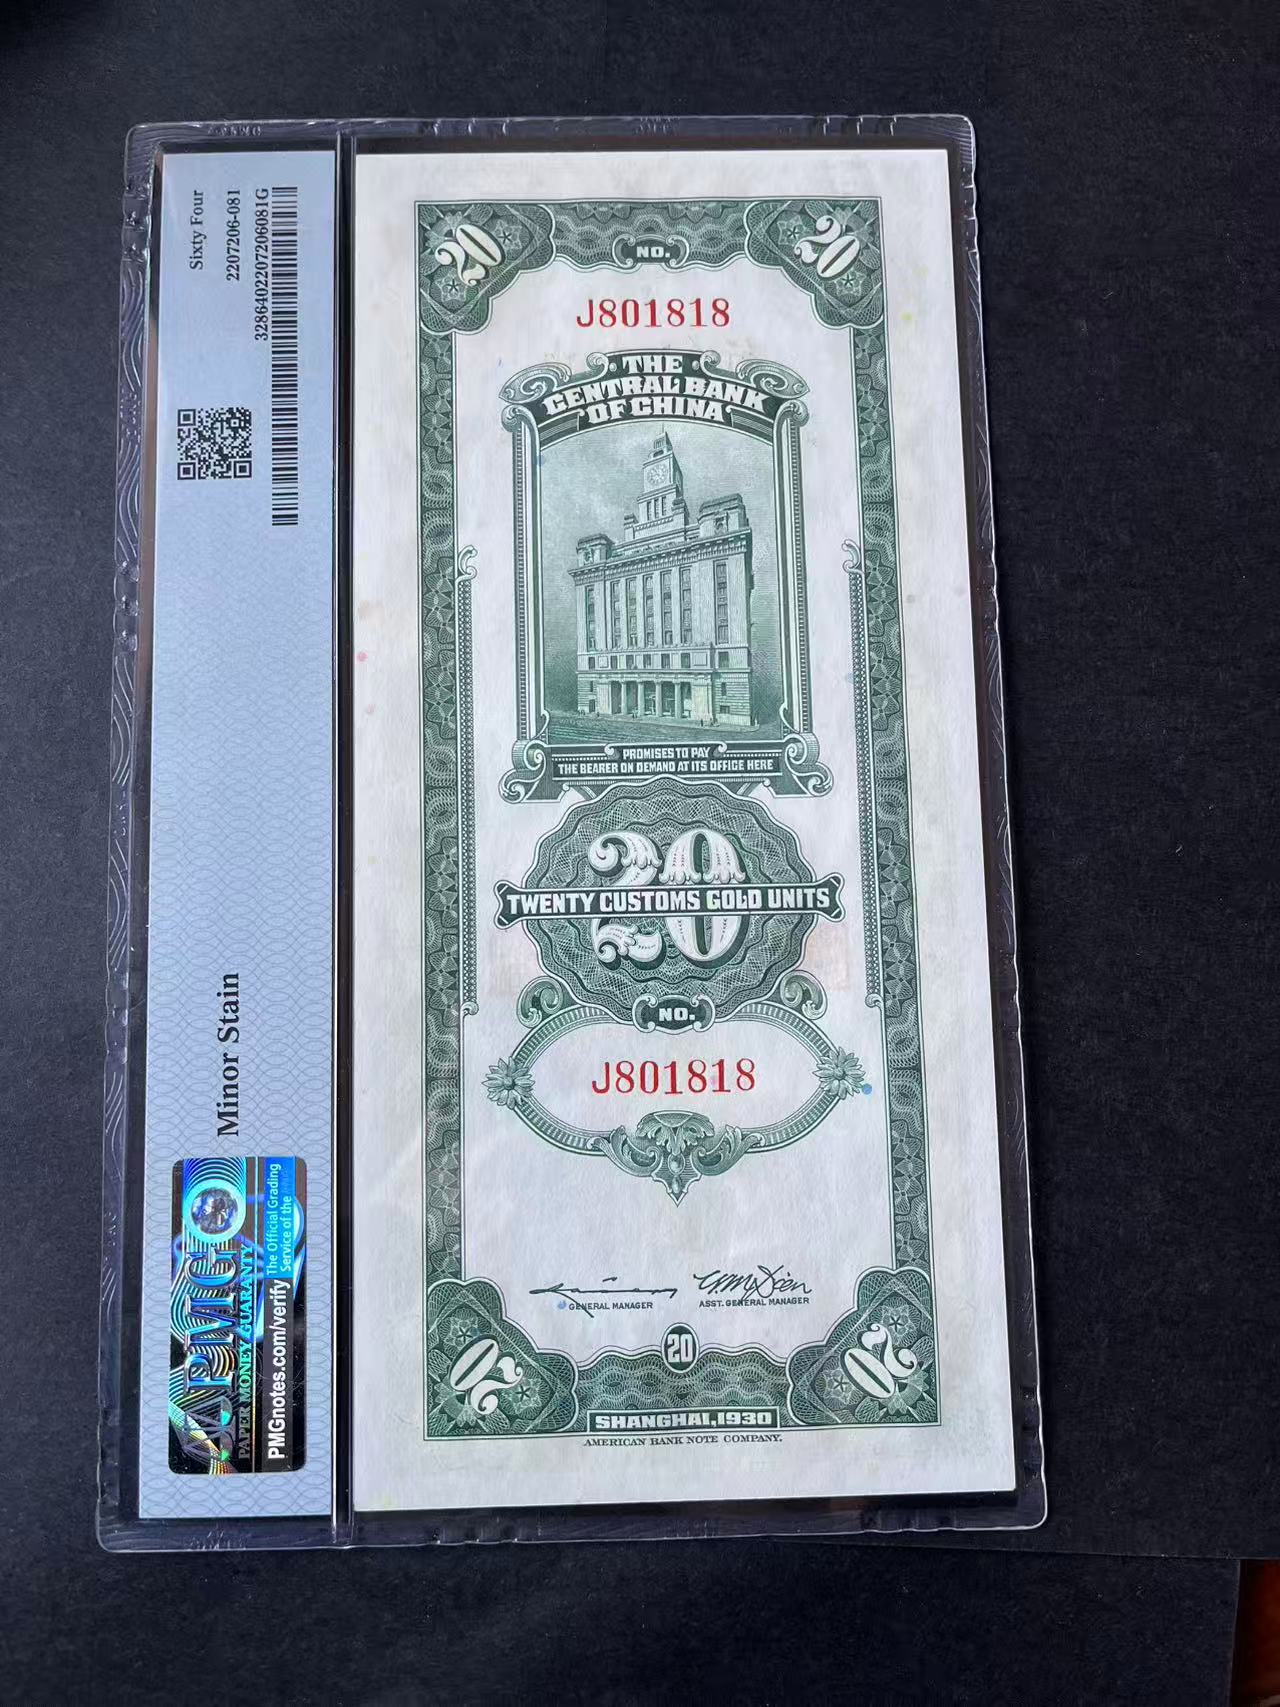 Sixty Four
2207206-081
3286402207206081G
Minor Stain
PMG
PAPER MONEY GUARANTY
The Official Grading
Service of the
PMGnotes.com/verify
20
20
NO.
J801818
THE
CENTRAL BANK
OF CHINA
PROMISES TO PAY
THE BEARER ON DEMAND AT ITS OFFICE HERE
20
TWENTY CUSTOMS GOLD UNITS
NO.
J801818
GENERAL MANAGER
ASST. GENERAL MANAGER
20
20
20
SHANGHAI, 1930
AMERICAN BANK NOTE COMPANY.